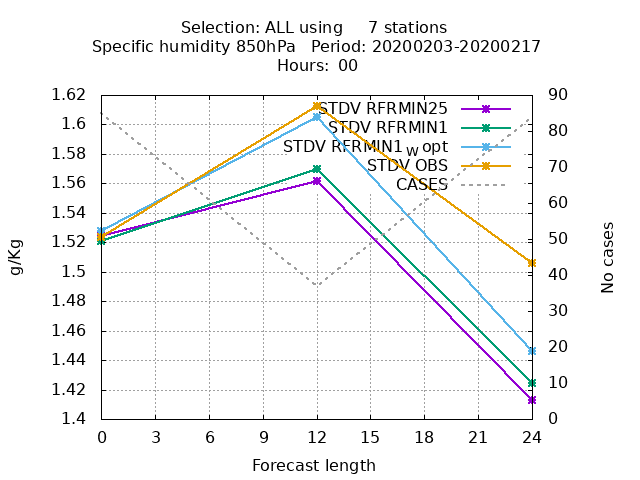 Selection: ALL using 7 stations
Specific humidity 850hPa Period: 20200203-20200217
Hours: 00
1.62
1.6
1.58
1.56
1.54
1.52
1.5
1.48
1.46
1.44
1.42
1.4
g/Kg
STDV RFRMIN25
STDV RFRMIN1
STDV RFRMIN1w opt
STDV OBS
CASES
90
80
70
60
50
40
30
20
10
0
No cases
0 3 6 9 12 15 18 21 24
Forecast length